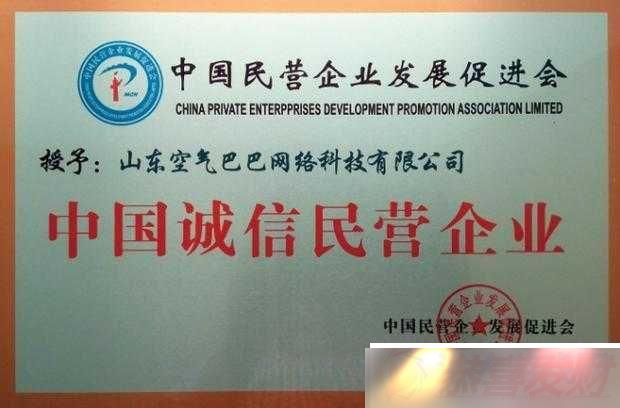 中国民营企业发展促进会
CHINA PRIVATE ENTERPPRISES DEVELOPMENT PROMOTION ASSOCIATION LIMITED
授予：山东空气巴巴网络科技有限公司
中国诚信民营企业
中国民营企业发展促进会